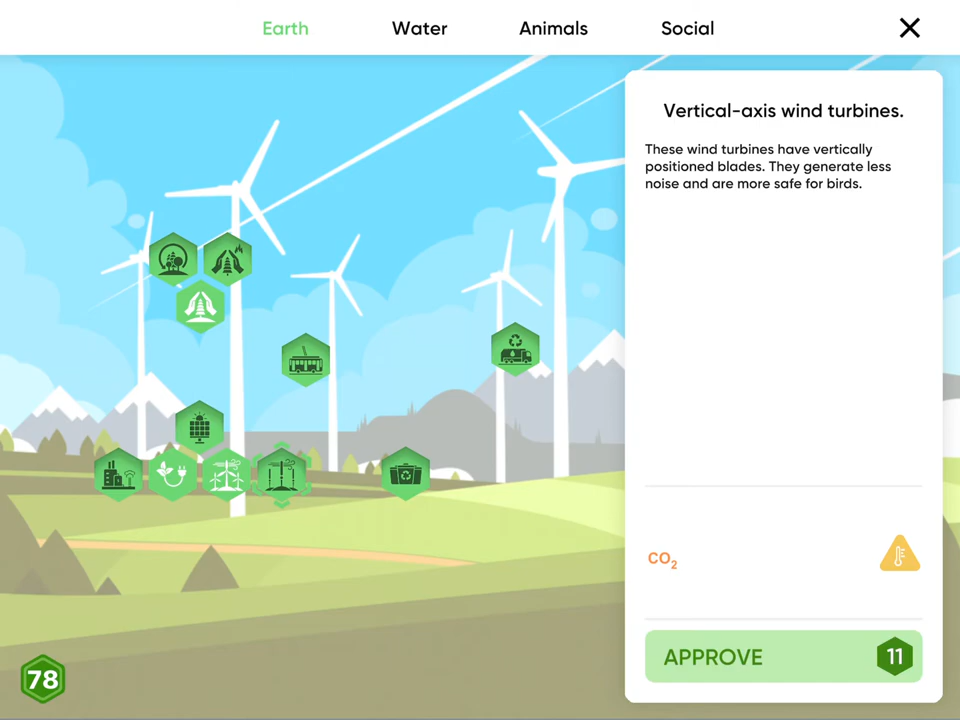 Earth Water Animals Social
Vertical-axis wind turbines.
These wind turbines have vertically
positioned blades. They generate less
noise and are more safe for birds.
CO₂
APPROVE 11
78